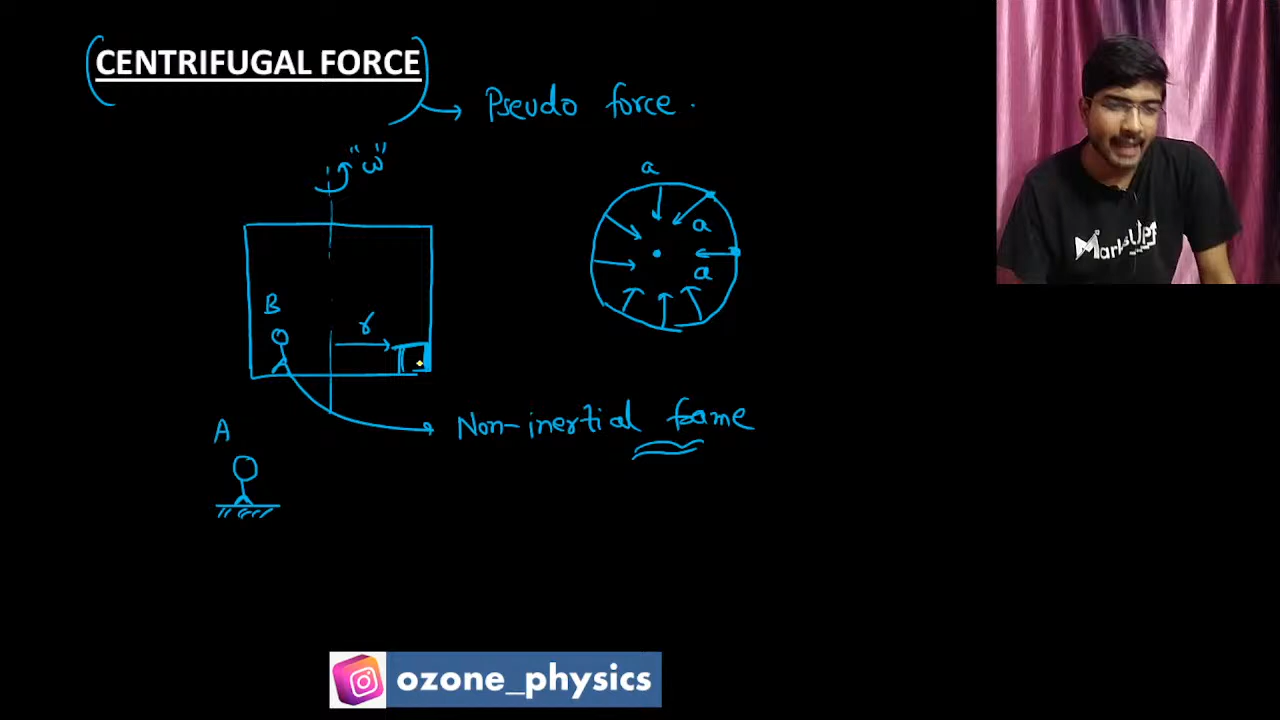 CENTRIFUGAL FORCE
Pseudo force.
"ω"
a
a
a
B
r
Non-inertial frame
A
ozone_physics